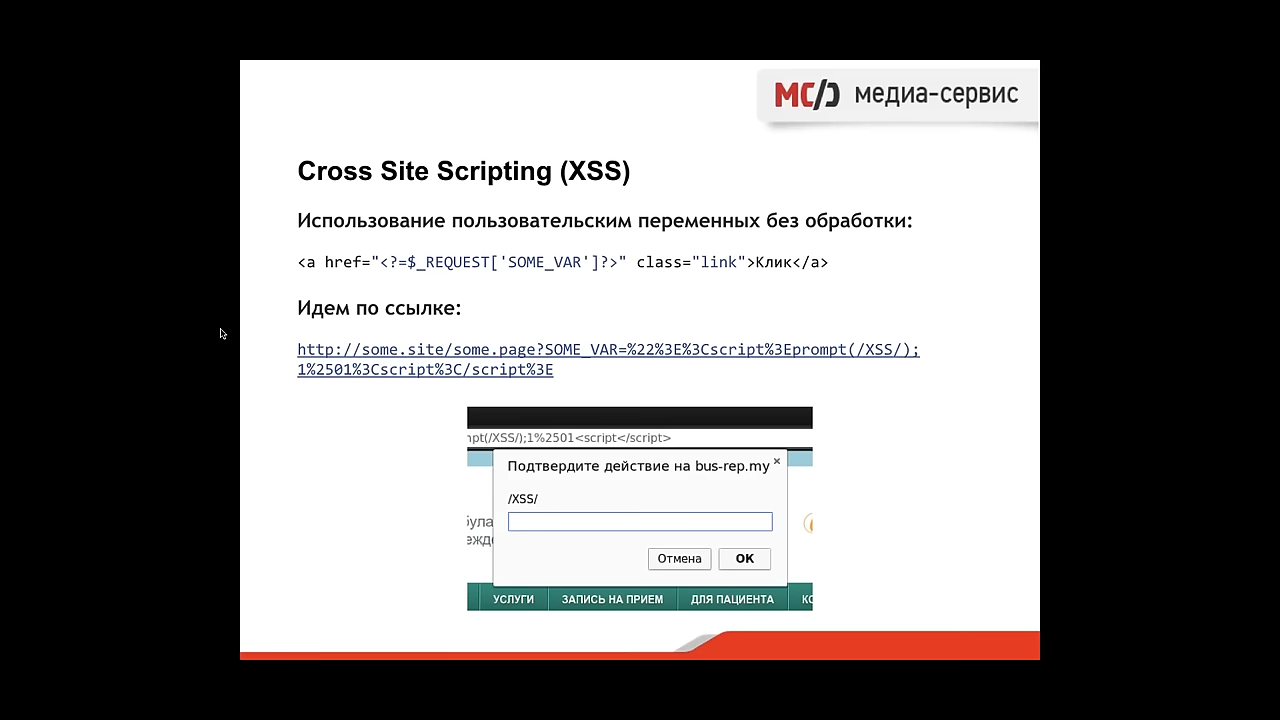 МС/Э медиа-сервис
Cross Site Scripting (XSS)
Использование пользовательским переменных без обработки:
<a href="<?=$_REQUEST['SOME_VAR']?>" class="link">Клик</a>
Идем по ссылке:
http://some.site/some.page?SOME_VAR=%22%3E%3Cscript%3Eprompt(/XSS/);
1%2501%3Cscript%3C/script%3E
mpt(/XSS/);1%2501<script</script>
Подтвердите действие на bus-rep.my ×
/XSS/
була
ежде
Отмена OK
УСЛУГИ ЗАПИСЬ НА ПРИЕМ ДЛЯ ПАЦИЕНТА КО